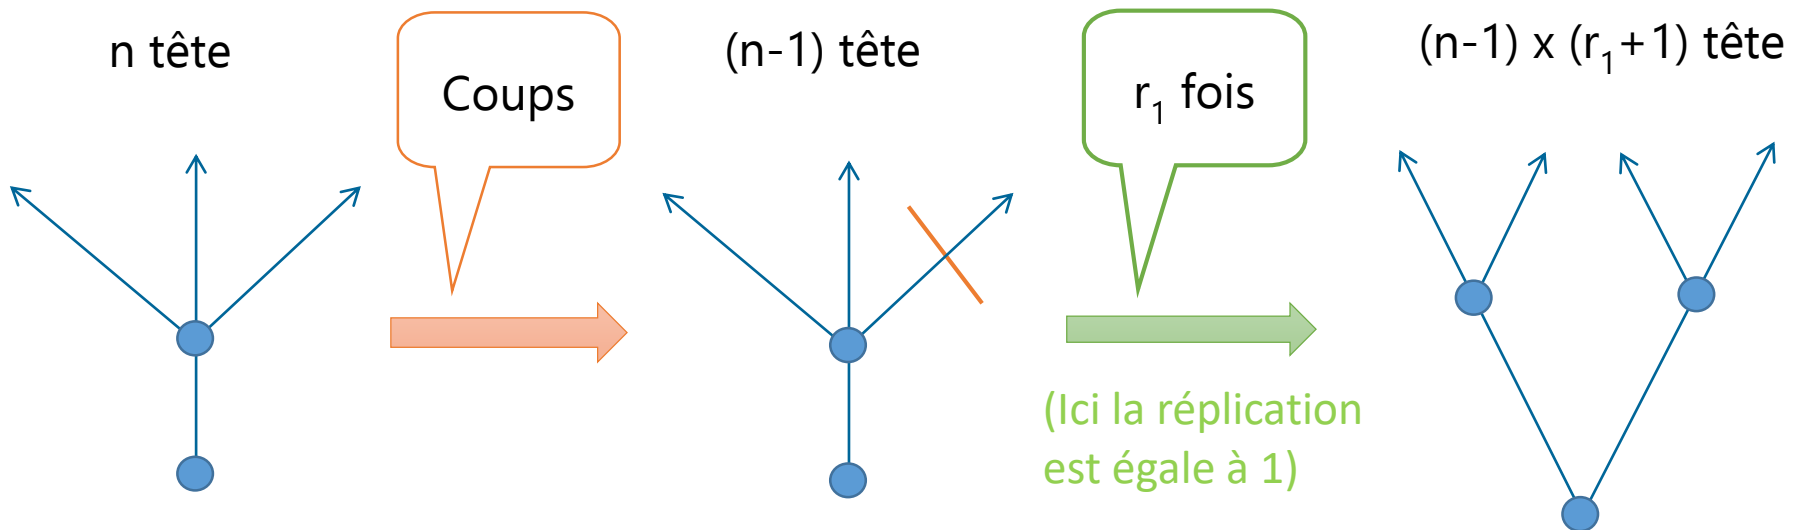 n tête
Coups
(n-1) tête
r₁ fois
(n-1) x (r₁+1) tête
(Ici la réplication
est égale à 1)